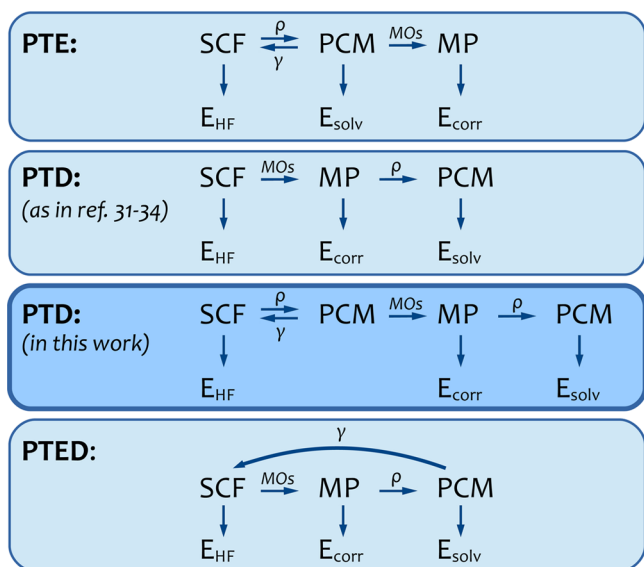 PTE: SCF ρ γ PCM MOs MP
E_HF E_solv E_corr
PTD: SCF MOs MP ρ PCM
(as in ref. 31-34)
E_HF E_corr E_solv
PTD: SCF ρ γ PCM MOs MP ρ PCM
(in this work)
E_HF E_corr E_solv
γ
PTED:
SCF MOs MP ρ PCM
E_HF E_corr E_solv